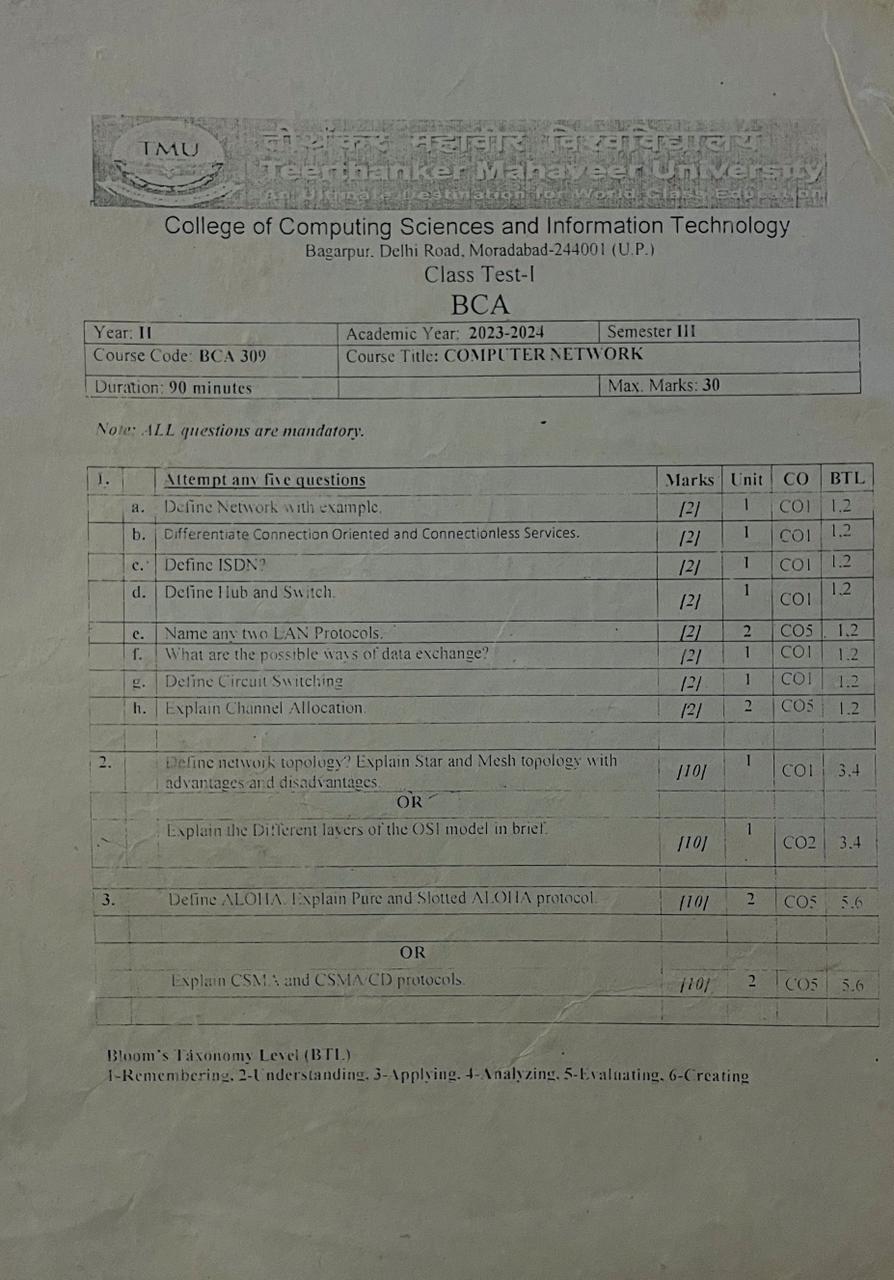 TMU
तीर्थंकर महावीर विश्वविद्यालय
Teerthanker Mahaveer University
An Ultimate Destination for World Class Education
College of Computing Sciences and Information Technology
Bagarpur. Delhi Road, Moradabad-244001 (U.P.)
Class Test-I
BCA
Year: II Academic Year: 2023-2024 Semester III
Course Code: BCA 309 Course Title: COMPUTER NETWORK
Duration: 90 minutes Max. Marks: 30
Note: ALL questions are mandatory.
1. Attempt any five questions Marks Unit CO BTL
a. Define Network with example. [2] 1 CO1 1,2
b. Differentiate Connection Oriented and Connectionless Services. [2] 1 CO1 1,2
c. Define ISDN? [2] 1 CO1 1,2
d. Define Hub and Switch. [2] 1 CO1 1,2
e. Name any two LAN Protocols. [2] 2 CO5 1,2
f. What are the possible ways of data exchange? [2] 1 CO1 1,2
g. Define Circuit Switching [2] 1 CO1 1,2
h. Explain Channel Allocation. [2] 2 CO5 1,2
2. Define network topology? Explain Star and Mesh topology with advantages and disadvantages. [10] 1 CO1 3,4
OR
Explain the Different layers of the OSI model in brief. [10] 1 CO2 3,4
3. Define ALOHA. Explain Pure and Slotted ALOHA protocol. [10] 2 CO5 5,6
OR
Explain CSMA and CSMA/CD protocols. [10] 2 CO5 5,6
Bloom's Taxonomy Level (BTL)
1-Remembering, 2-Understanding, 3-Applying, 4-Analyzing, 5-Evaluating, 6-Creating